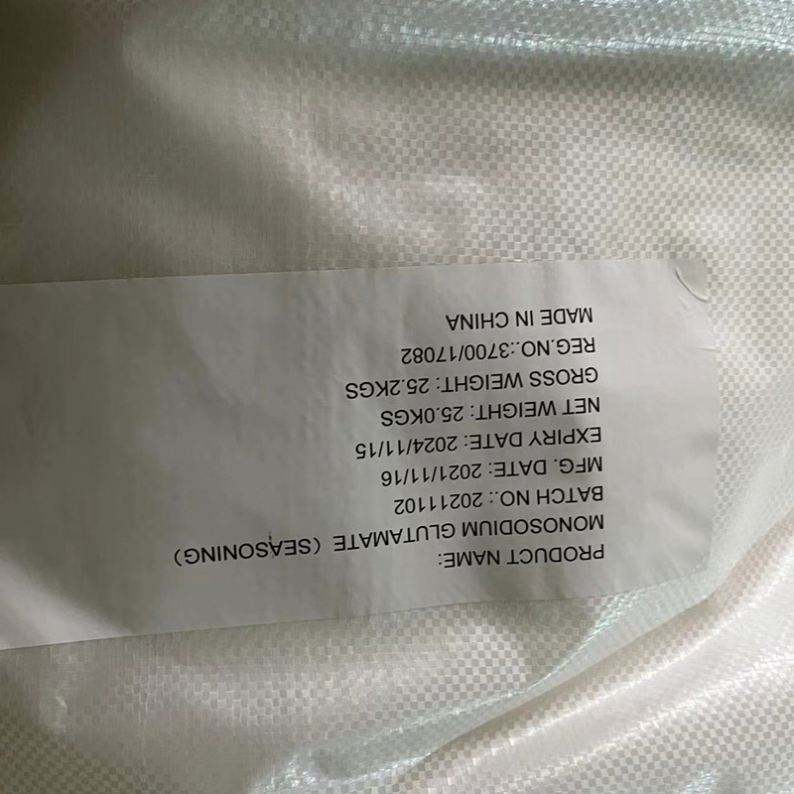 PRODUCT NAME:
MONOSODIUM GLUTAMATE (SEASONING)
BATCH NO.: 20211102
MFG. DATE: 2021/11/16
EXPIRY DATE: 2024/11/15
NET WEIGHT: 25.0KGS
GROSS WEIGHT: 25.2KGS
REG.NO.:3700/17082
MADE IN CHINA